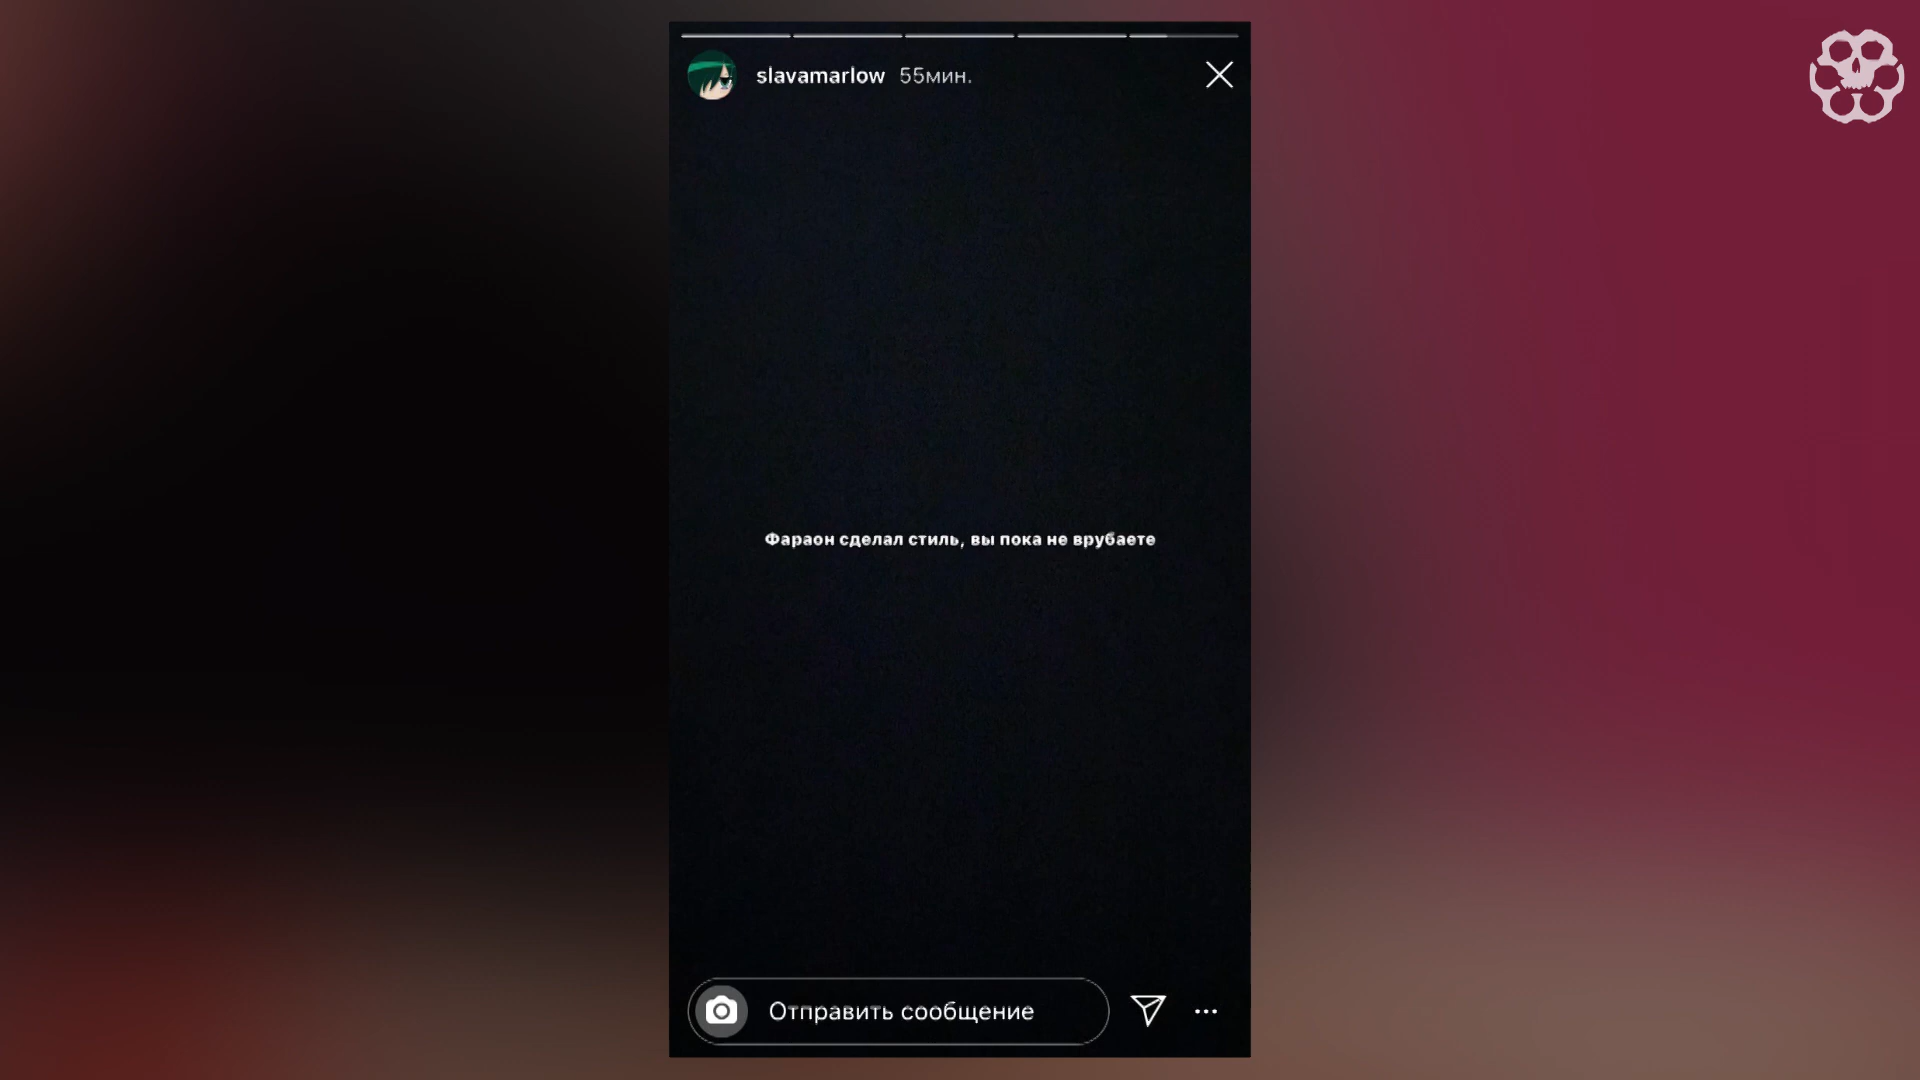 slavamarlow 55мин.
Фараон сделал стиль, вы пока не врубаете
Отправить сообщение